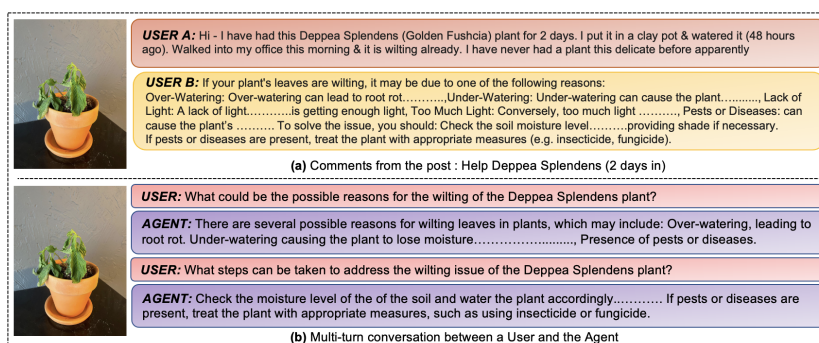 USER A: Hi - I have had this Deppea Splendens (Golden Fushcia) plant for 2 days. I put it in a clay pot & watered it (48 hours
ago). Walked into my office this morning & it is wilting already. I have never had a plant this delicate before apparently
USER B: If your plant's leaves are wilting, it may be due to one of the following reasons:
Over-Watering: Over-watering can lead to root rot..........,Under-Watering: Under-watering can cause the plant…........, Lack of
Light: A lack of light………..is getting enough light, Too Much Light: Conversely, too much light ………., Pests or Diseases: can
cause the plant's ………. To solve the issue, you should: Check the soil moisture level………providing shade if necessary.
If pests or diseases are present, treat the plant with appropriate measures (e.g. insecticide, fungicide).
(a) Comments from the post : Help Deppea Splendens (2 days in)
USER: What could be the possible reasons for the wilting of the Deppea Splendens plant?
AGENT: There are several possible reasons for wilting leaves in plants, which may include: Over-watering, leading to
root rot. Under-watering causing the plant to lose moisture…………….........., Presence of pests or diseases.
USER: What steps can be taken to address the wilting issue of the Deppea Splendens plant?
AGENT: Check the moisture level of the of the soil and water the plant accordingly..………. If pests or diseases are
present, treat the plant with appropriate measures, such as using insecticide or fungicide.
(b) Multi-turn conversation between a User and the Agent